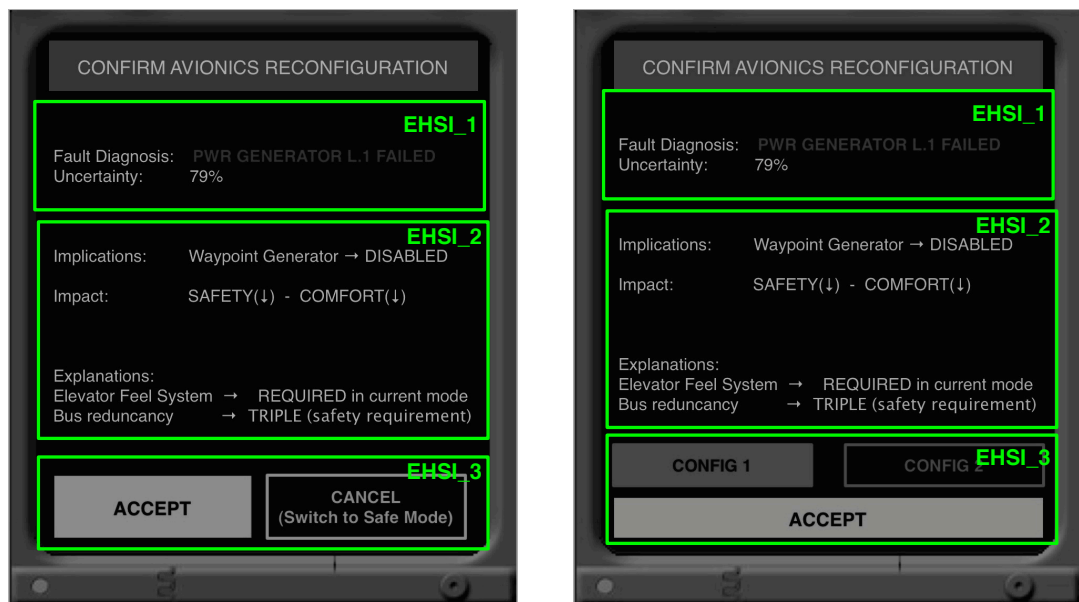 CONFIRM AVIONICS RECONFIGURATION
EHSI_1
Fault Diagnosis: PWR GENERATOR L.1 FAILED
Uncertainty: 79%
EHSI_2
Implications: Waypoint Generator → DISABLED
Impact: SAFETY(↓) - COMFORT(↓)
Explanations:
Elevator Feel System → REQUIRED in current mode
Bus reduncancy → TRIPLE (safety requirement)
EHSI_3
ACCEPT
CANCEL
(Switch to Safe Mode)
CONFIRM AVIONICS RECONFIGURATION
EHSI_1
Fault Diagnosis: PWR GENERATOR L.1 FAILED
Uncertainty: 79%
EHSI_2
Implications: Waypoint Generator → DISABLED
Impact: SAFETY(↓) - COMFORT(↓)
Explanations:
Elevator Feel System → REQUIRED in current mode
Bus reduncancy → TRIPLE (safety requirement)
EHSI_3
CONFIG 1
CONFIG 2
ACCEPT